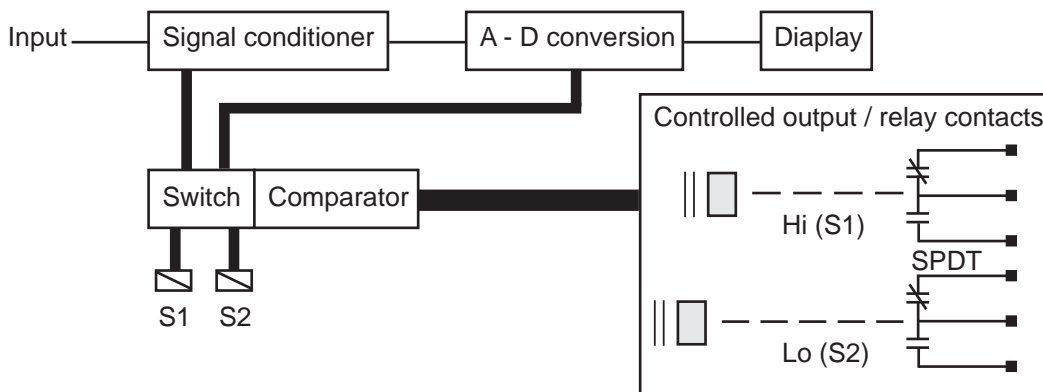 Input
Signal conditioner
A - D conversion
Diaplay
Controlled output / relay contacts
Switch
Comparator
Hi (S1)
SPDT
S1
S2
Lo (S2)